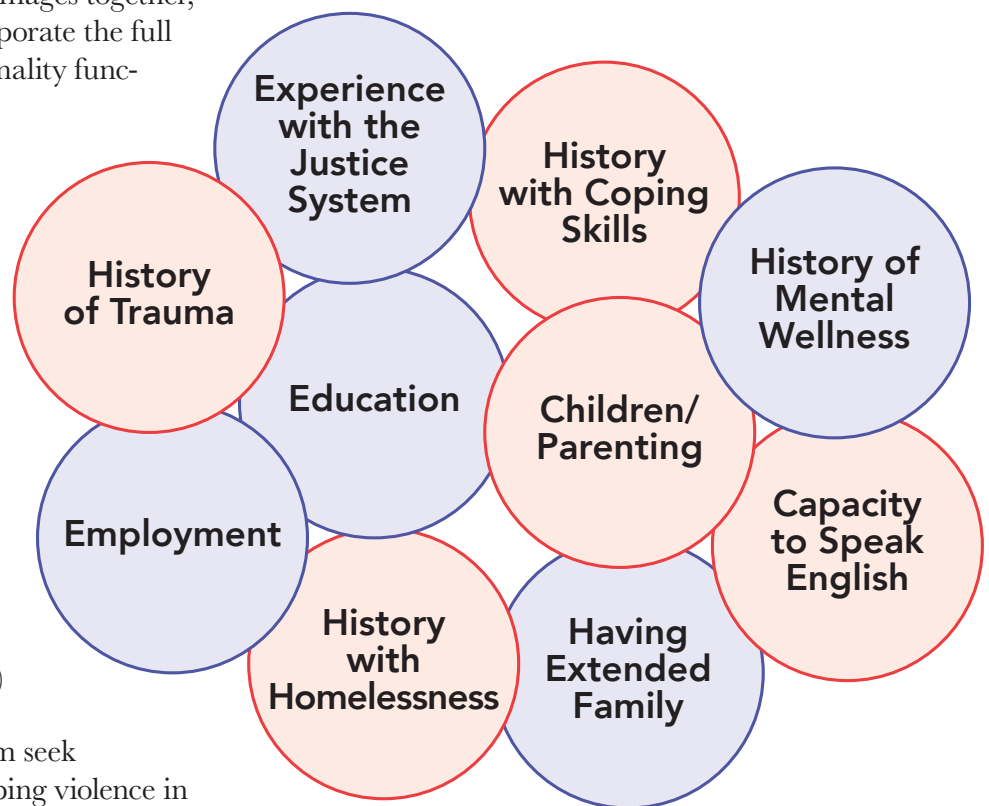 mages together,
porate the full
nality func-
Experience
with the
Justice
System
History
with Coping
Skills
History of
Mental
Wellness
History
of Trauma
Education
Children/
Parenting
Capacity
to Speak
English
Employment
History
with
Homelessness
Having
Extended
Family
)
m seek
ping violence in